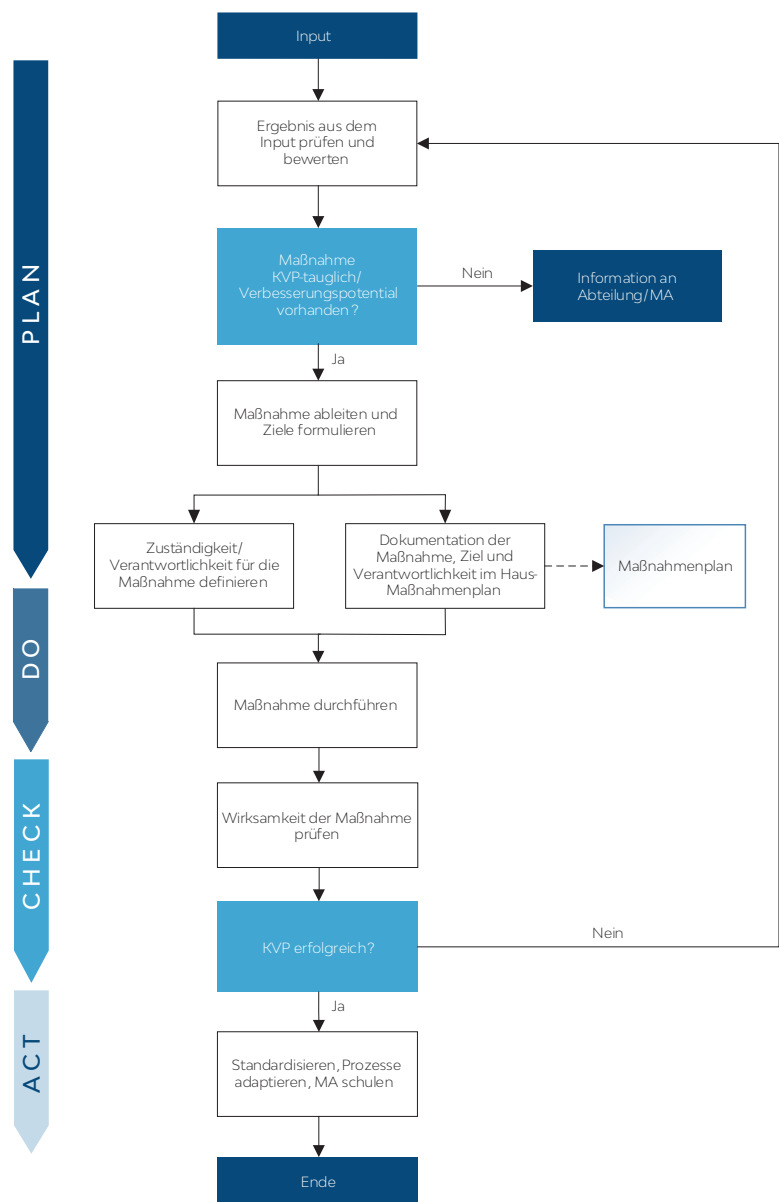 Input
PLAN
Ergebnis aus dem
Input prüfen und
bewerten
Maßnahme
KVP-tauglich/
Verbesserungspotential
vorhanden?
Nein
Information an
Abteilung/MA
Ja
Maßnahme ableiten und
Ziele formulieren
Zuständigkeit/
Verantwortlichkeit für die
Maßnahme definieren
Dokumentation der
Maßnahme, Ziel und
Verantwortlichkeit im Haus-
Maßnahmenplan
Maßnahmenplan
DO
Maßnahme durchführen
CHECK
Wirksamkeit der Maßnahme
prüfen
KVP erfolgreich?
Nein
Ja
ACT
Standardisieren, Prozesse
adaptieren, MA schulen
Ende